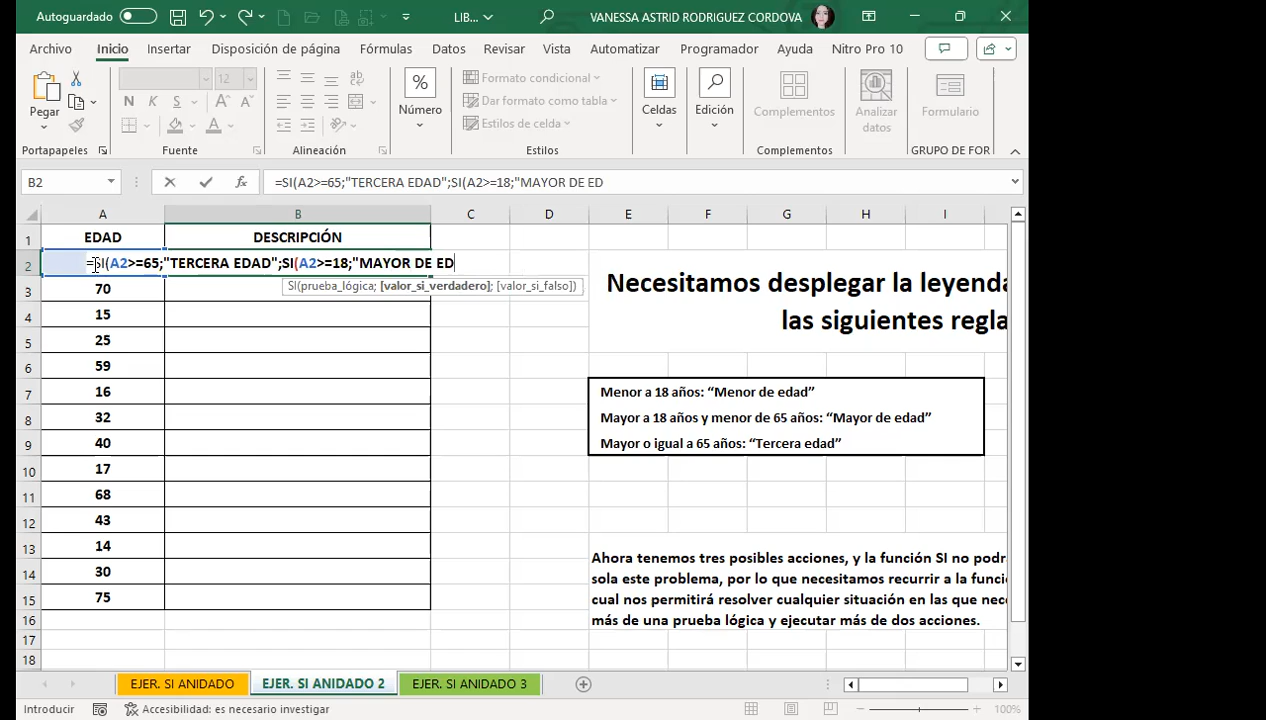 Autoguardado
LIB...
VANESSA ASTRID RODRIGUEZ CORDOVA
Archivo Inicio Insertar Disposición de página Fórmulas Datos Revisar Vista Automatizar Programador Ayuda Nitro Pro 10
Pegar
12
N K S
A A
Número
Formato condicional
Dar formato como tabla
Estilos de celda
Celdas
Edición
Complementos
Analizar
datos
Formulario
Portapapeles Fuente Alineación Estilos Complementos GRUPO DE FOR
B2
fx
=SI(A2>=65;"TERCERA EDAD";SI(A2>=18;"MAYOR DE ED
A B C D E F G H I
1 EDAD DESCRIPCIÓN
2 =SI(A2>=65;"TERCERA EDAD";SI(A2>=18;"MAYOR DE ED
SI(prueba_lógica; [valor_si_verdadero]; [valor_si_falso])
3 70
4 15
5 25
6 59
7 16
8 32
9 40
10 17
11 68
12 43
13 14
14 30
15 75
16
17
18
Necesitamos desplegar la leyenda
las siguientes regla
Menor a 18 años: “Menor de edad”
Mayor a 18 años y menor de 65 años: “Mayor de edad”
Mayor o igual a 65 años: “Tercera edad”
Ahora tenemos tres posibles acciones, y la función SI no podr
sola este problema, por lo que necesitamos recurrir a la funci
cual nos permitirá resolver cualquier situación en las que nec
más de una prueba lógica y ejecutar más de dos acciones.
EJER. SI ANIDADO EJER. SI ANIDADO 2 EJER. SI ANIDADO 3
Introducir Accesibilidad: es necesario investigar 100%